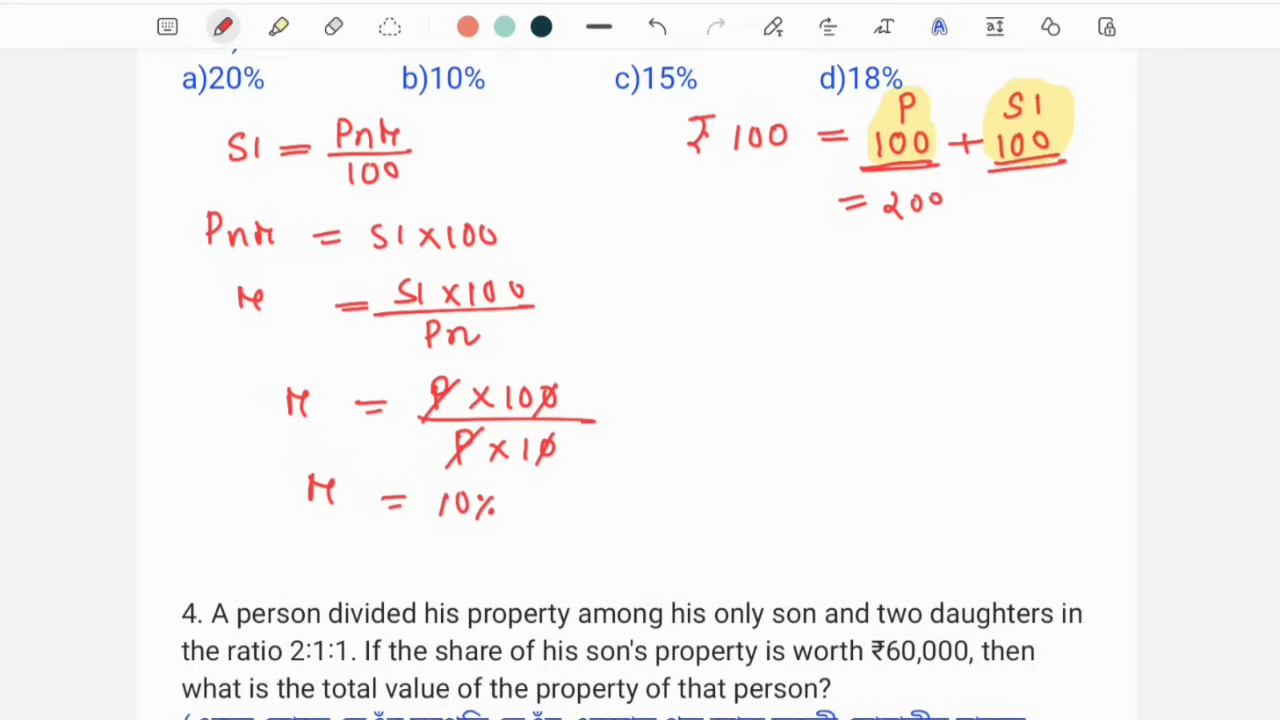 a)20% b)10% c)15% d)18%
SI = Pnr/100
₹ 100 = P 100 + SI 100
= 200
Pnr = SI×100
r = SI×100/Pn
r = P×100/P×10
r = 10%
4. A person divided his property among his only son and two daughters in
the ratio 2:1:1. If the share of his son's property is worth ₹60,000, then
what is the total value of the property of that person?